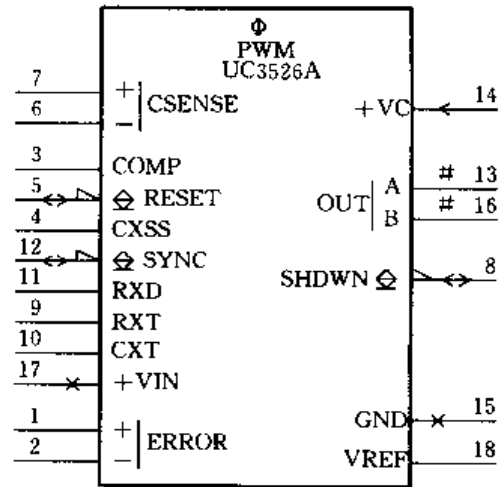 Φ
PWM
UC3526A
7 + CSENSE
6 −
+VC 14
3 COMP
5 RESET
OUT A # 13
4 CXSS
B # 16
12 SYNC
SHDWN 8
11 RXD
9 RXT
10 CXT
17 +VIN
1 + ERROR
GND 15
2 −
VREF 18